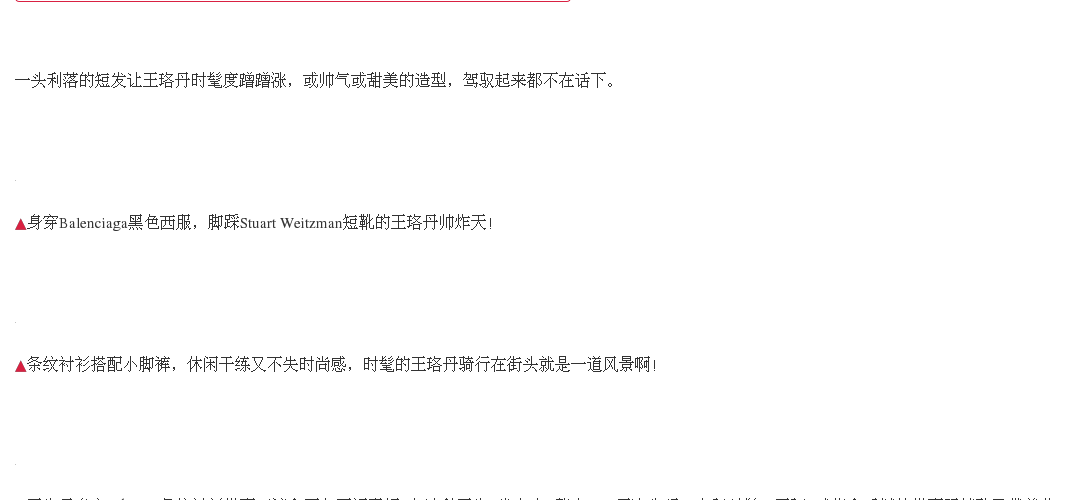 一头利落的短发让王珞丹时髦度蹭蹭涨，或帅气或甜美的造型，驾驭起来都不在话下。
▲身穿Balenciaga黑色西服，脚踩Stuart Weitzman短靴的王珞丹帅炸天!
▲条纹衬衫搭配小脚裤，休闲干练又不失时尚感，时髦的王珞丹骑行在街头就是一道风景啊!